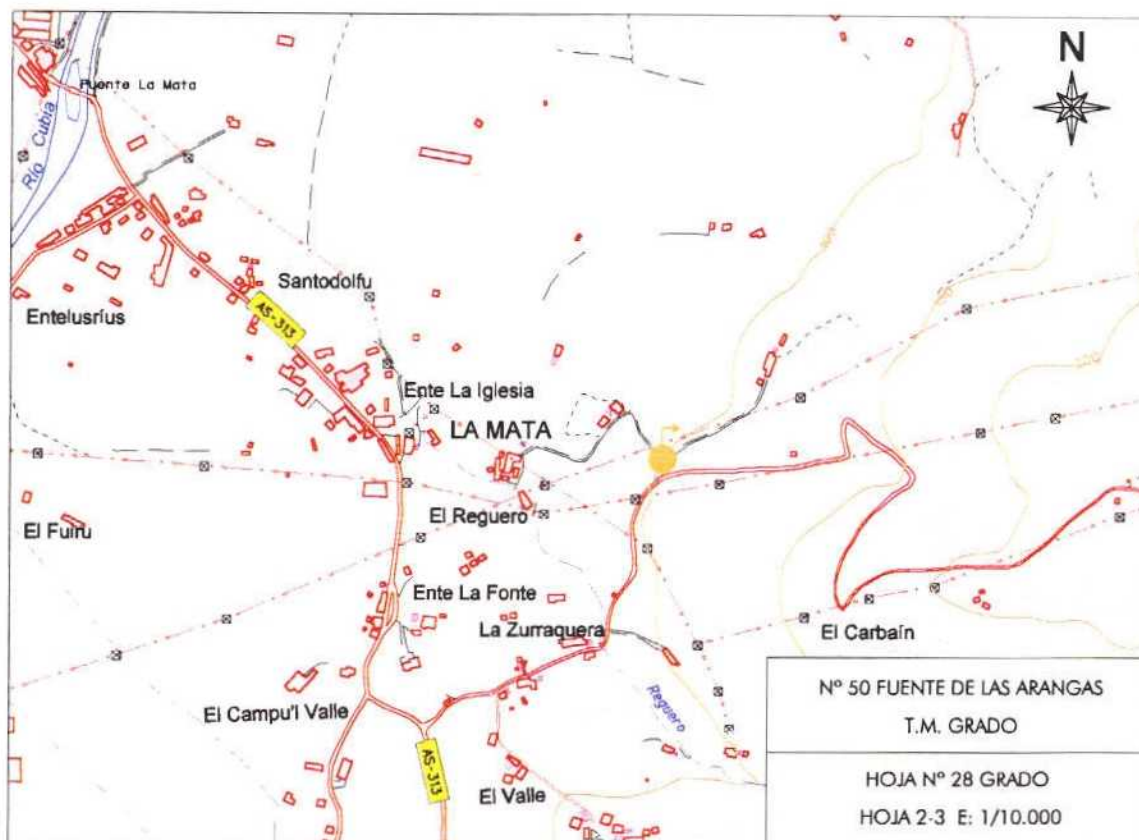 N
Puente La Mata
Río Cubia
Santodolfu
Entelusríus
AS-313
Ente La Iglesia
LA MATA
El Fuiru
El Reguero
Ente La Fonte
La Zurraquera
El Carbaín
Reguero
El Campu'l Valle
AS-313
El Valle
Nº 50 FUENTE DE LAS ARANGAS
T.M. GRADO
HOJA Nº 28 GRADO
HOJA 2-3 E: 1/10.000